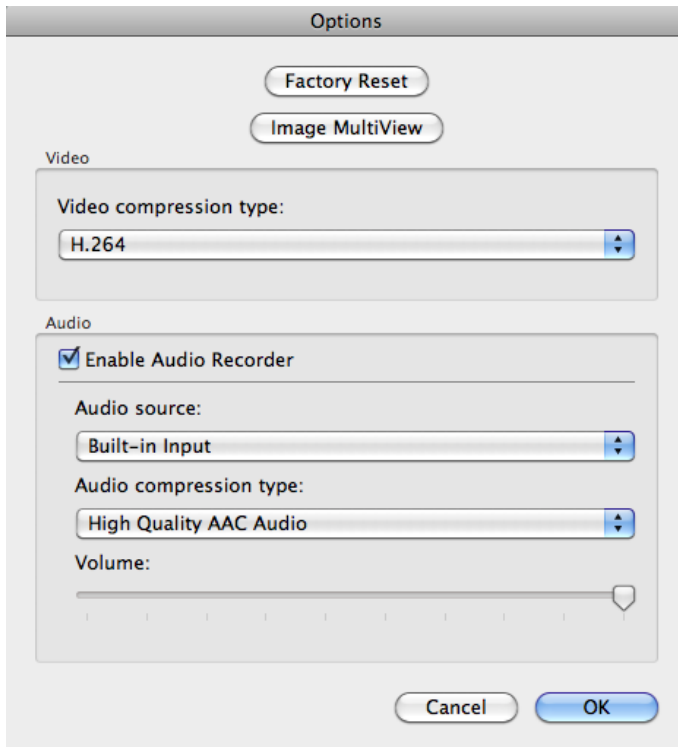 Options
Factory Reset
Image MultiView
Video
Video compression type:
H.264
Audio
Enable Audio Recorder
Audio source:
Built-in Input
Audio compression type:
High Quality AAC Audio
Volume:
Cancel OK